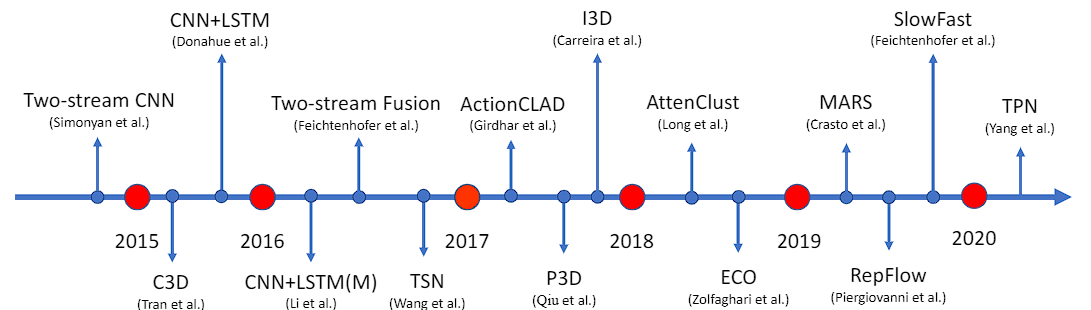 CNN+LSTM
(Donahue et al.)
I3D
(Carreira et al.)
SlowFast
(Feichtenhofer et al.)
Two-stream CNN
(Simonyan et al.)
Two-stream Fusion
(Feichtenhofer et al.)
ActionCLAD
(Girdhar et al.)
AttenClust
(Long et al.)
MARS
(Crasto et al.)
TPN
(Yang et al.)
2015
2016
2017
2018
2019
2020
C3D
(Tran et al.)
CNN+LSTM(M)
(Li et al.)
TSN
(Wang et al.)
P3D
(Qiu et al.)
ECO
(Zolfaghari et al.)
RepFlow
(Piergiovanni et al.)